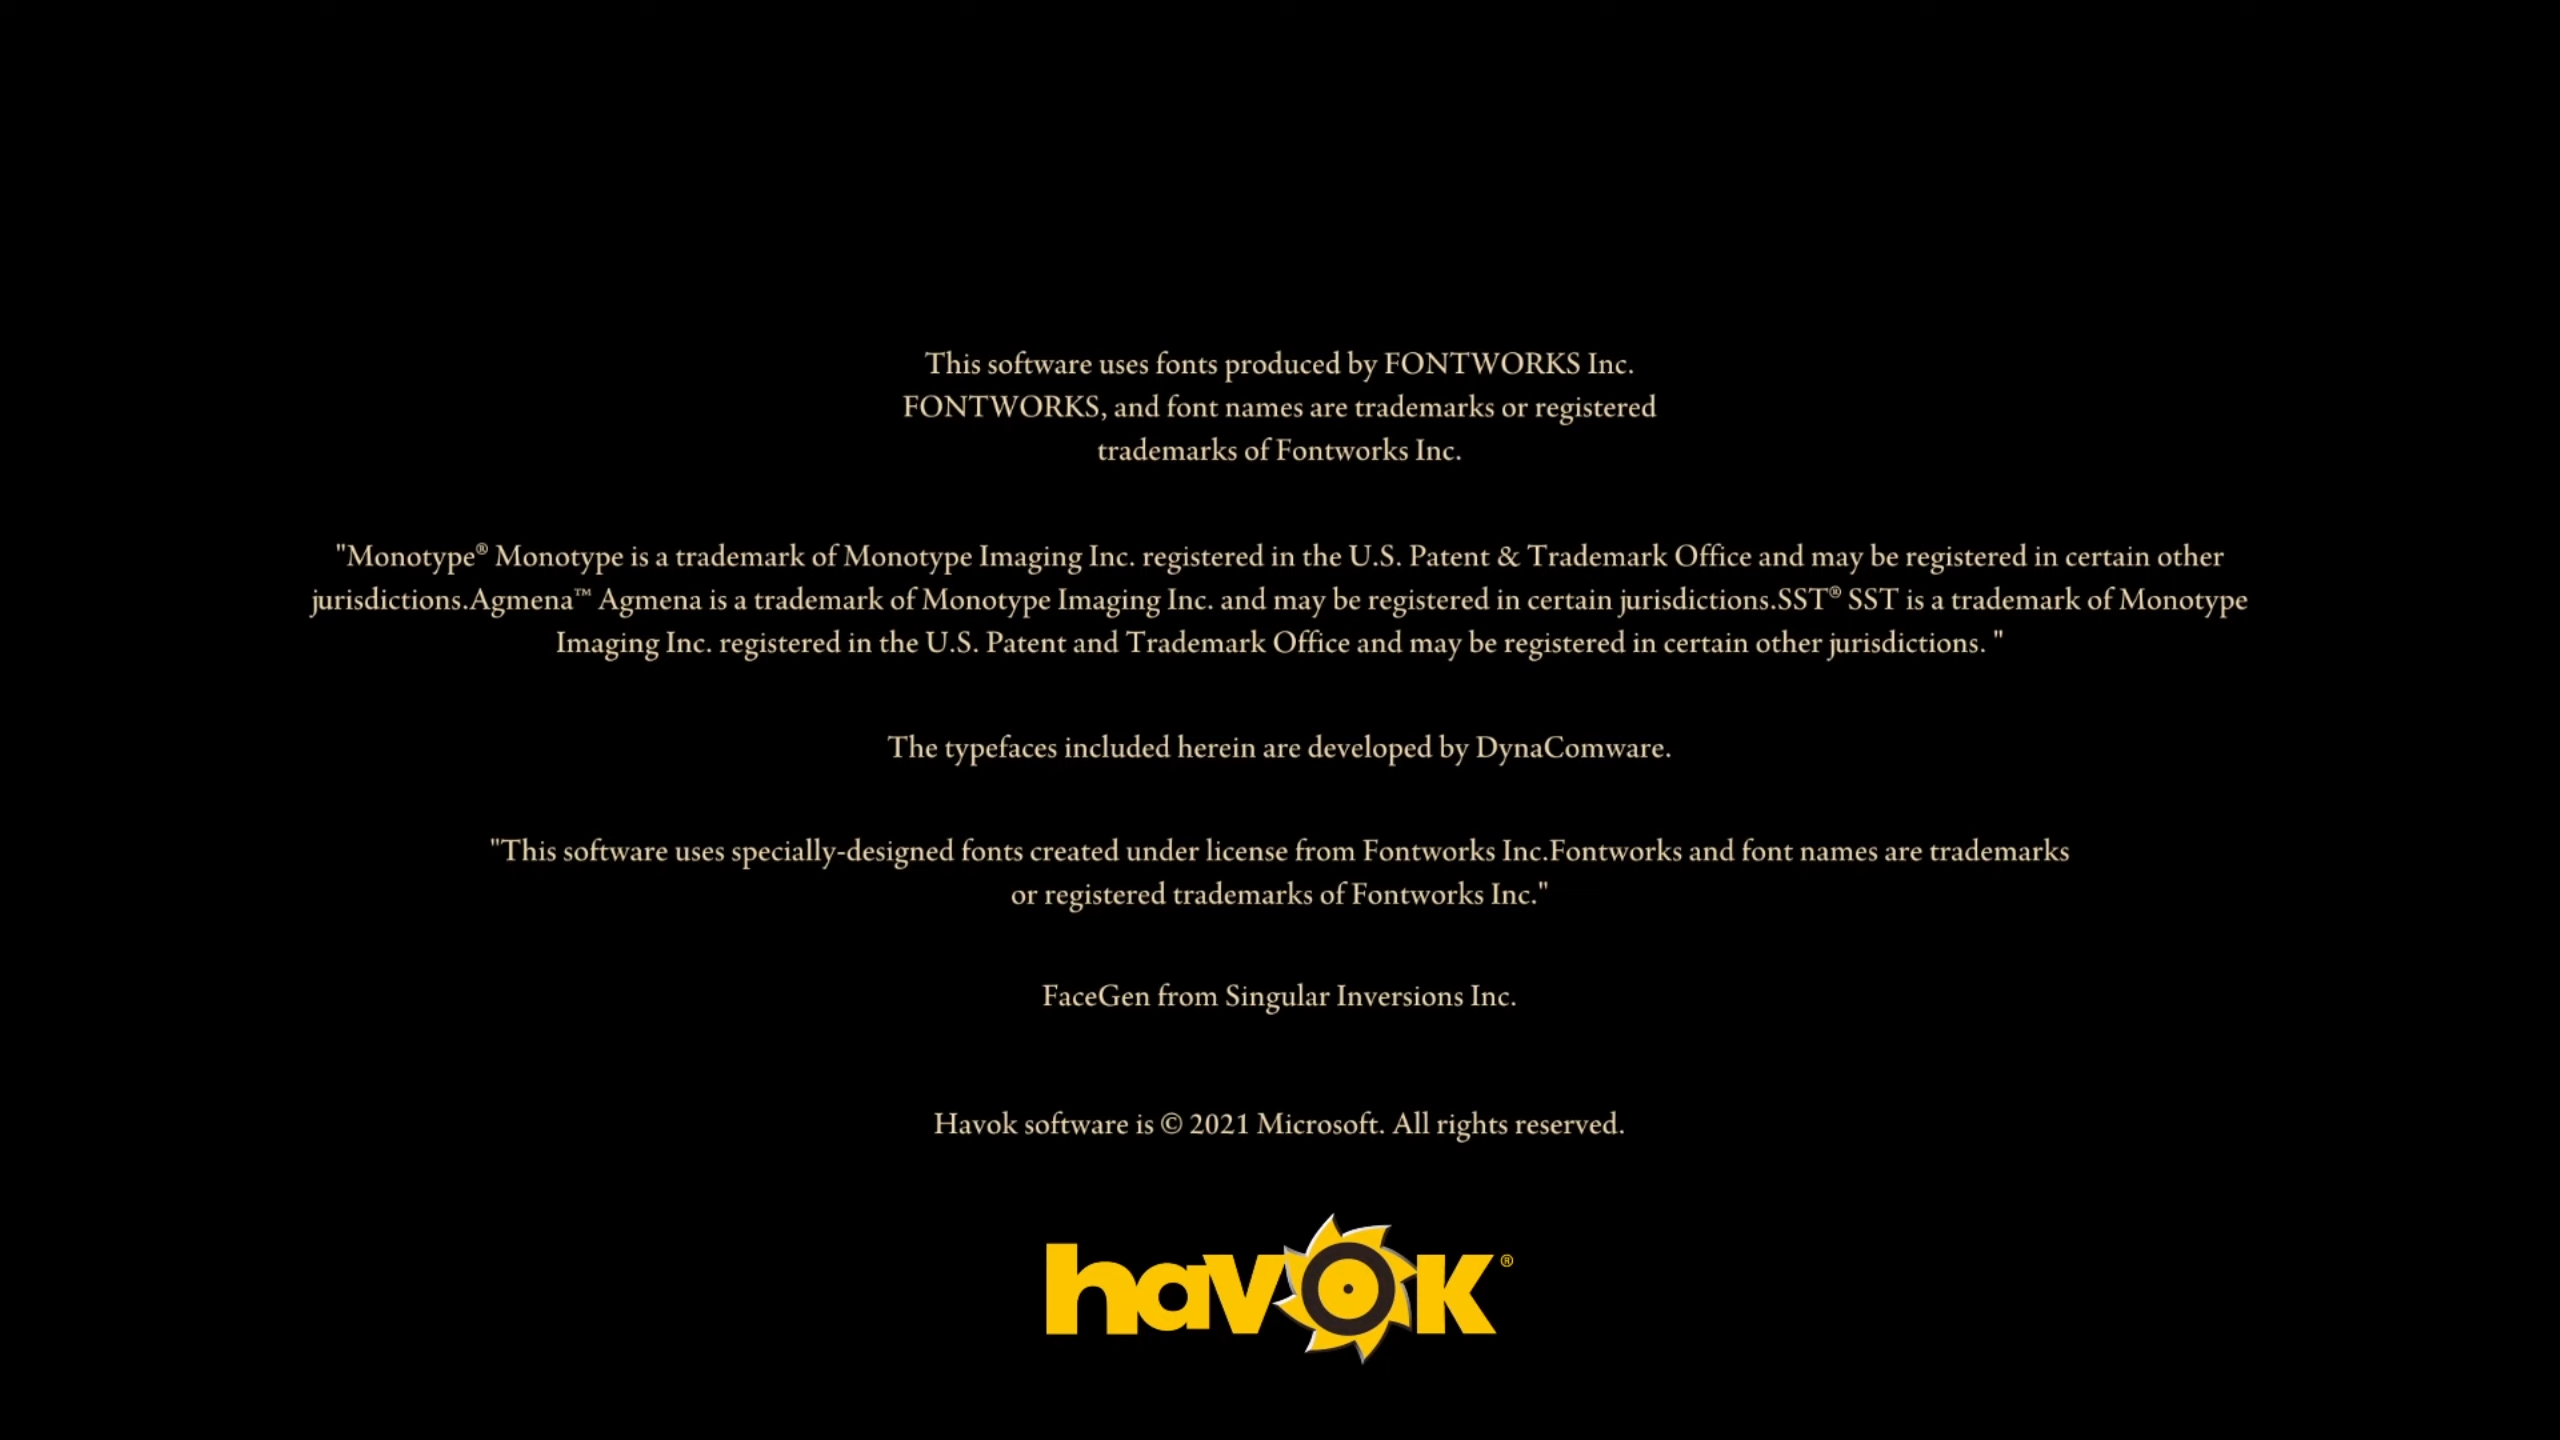 This software uses fonts produced by FONTWORKS Inc.
FONTWORKS, and font names are trademarks or registered
trademarks of Fontworks Inc.
"Monotype® Monotype is a trademark of Monotype Imaging Inc. registered in the U.S. Patent & Trademark Office and may be registered in certain other
jurisdictions.Agmena™ Agmena is a trademark of Monotype Imaging Inc. and may be registered in certain jurisdictions.SST® SST is a trademark of Monotype
Imaging Inc. registered in the U.S. Patent and Trademark Office and may be registered in certain other jurisdictions. "
The typefaces included herein are developed by DynaComware.
"This software uses specially-designed fonts created under license from Fontworks Inc.Fontworks and font names are trademarks
or registered trademarks of Fontworks Inc."
FaceGen from Singular Inversions Inc.
Havok software is © 2021 Microsoft. All rights reserved.
havok®